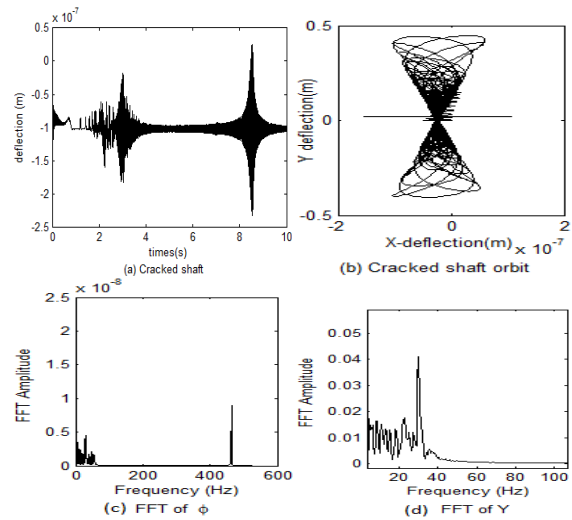 × 10⁻⁷
0.5
0
-0.5
-1
-1.5
-2
-2.5
0 2 4 6 8 10
deflection (m)
times(s)
(a) Cracked shaft
0.5
0
-0.5
-2 0 2
Y deflection(m)
X-deflection(m) × 10⁻⁷
(b) Cracked shaft orbit
× 10⁻⁸
2.5
2
1.5
1
0.5
0
0 200 400 600
FFT Amplitude
Frequency (Hz)
(c) FFT of ϕ
0.05
0.04
0.03
0.02
0.01
0
20 40 60 80 100
FFT Amplitude
Frequency (Hz)
(d) FFT of Y